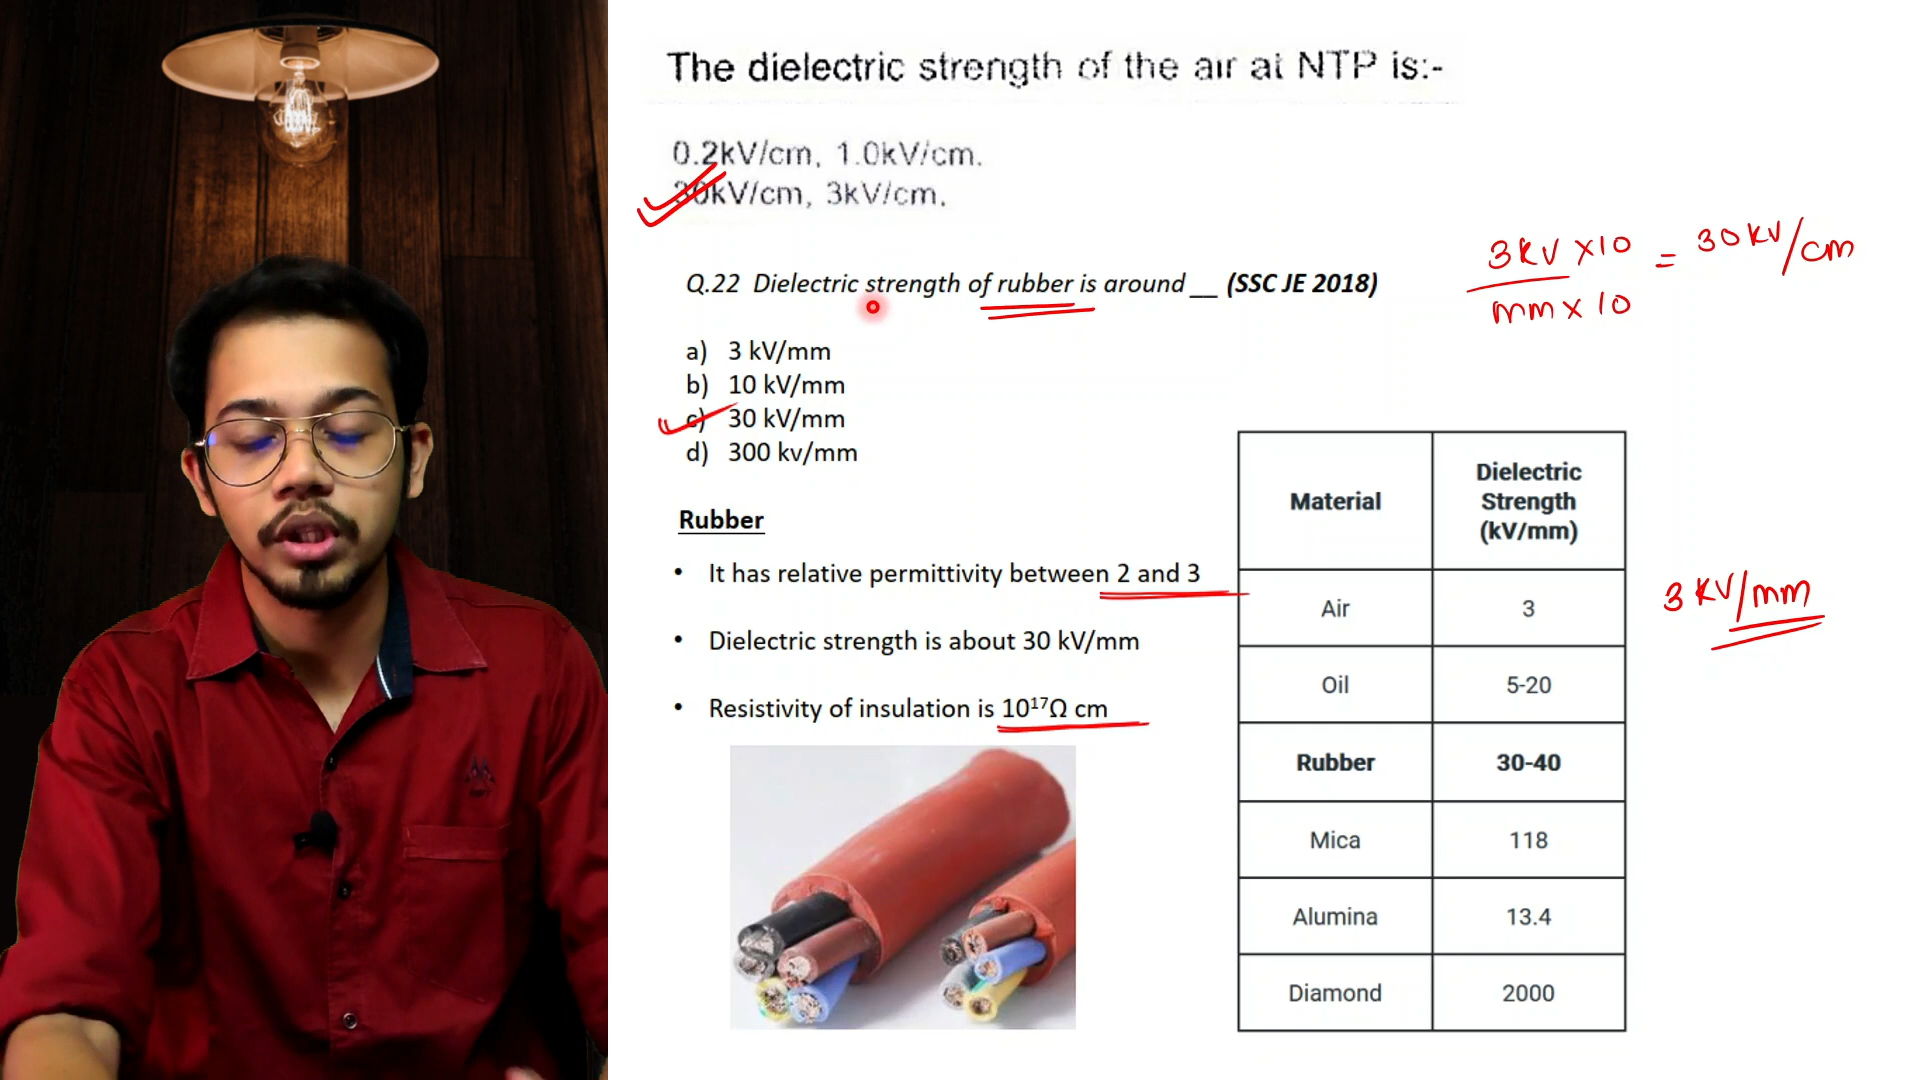 The dielectric strength of the air at NTP is:-
0.2kV/cm, 1.0kV/cm.
30kV/cm, 3kV/cm.
3kV x10 = 30kV/cm
mm x 10
Q.22 Dielectric strength of rubber is around __ (SSC JE 2018)
a) 3 kV/mm
b) 10 kV/mm
c) 30 kV/mm
d) 300 kv/mm
Rubber
• It has relative permittivity between 2 and 3
• Dielectric strength is about 30 kV/mm
• Resistivity of insulation is 10¹⁷Ω cm
Material Dielectric Strength (kV/mm)
Air 3
Oil 5-20
Rubber 30-40
Mica 118
Alumina 13.4
Diamond 2000
3 KV/mm